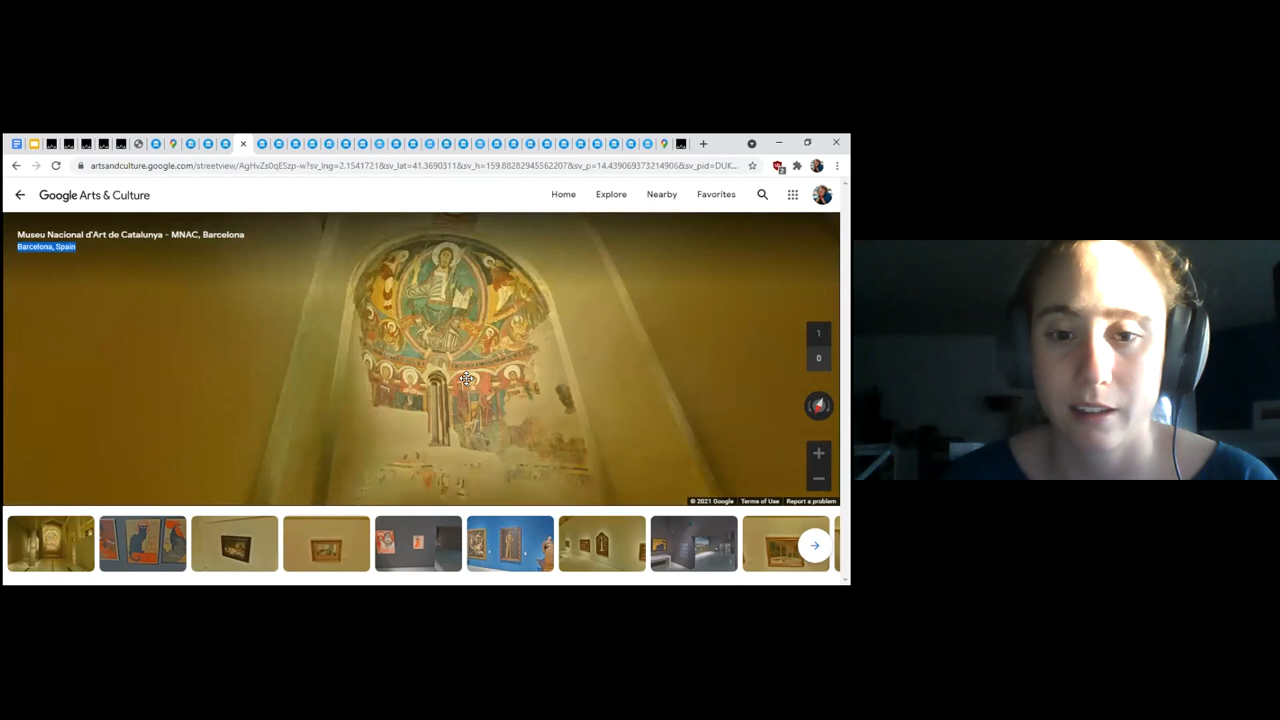 artsandculture.google.com/streetview/AgHvZs0qESzp-w?sv_lng=2.1541721&sv_lat=41.3690311&sv_h=159.88282945562207&sv_p=14.439069373214906&sv_pid=DUK...
Google Arts & Culture
Home
Explore
Nearby
Favorites
Museu Nacional d'Art de Catalunya - MNAC, Barcelona
Barcelona, Spain
1
0
© 2021 Google
Terms of Use
Report a problem